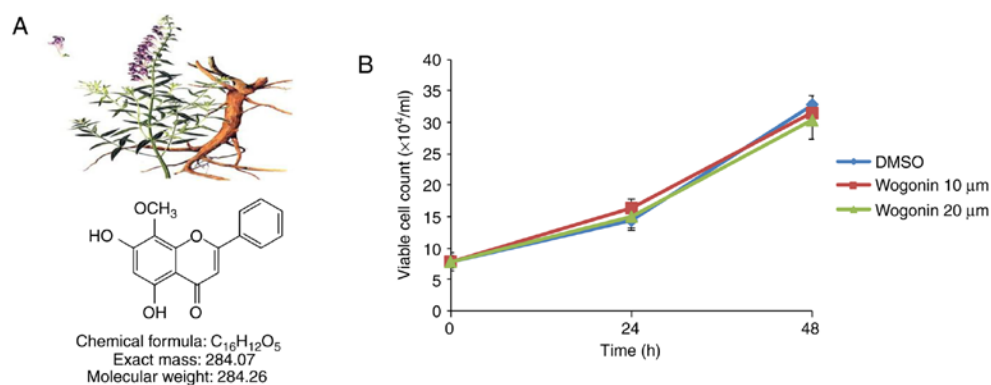 A
OCH₃
HO
O
OH
O
Chemical formula: C₁₆H₁₂O₅
Exact mass: 284.07
Molecular weight: 284.26
B
Viable cell count (×10⁴/ml)
40
35
30
25
20
15
10
5
0
0
24
48
Time (h)
DMSO
Wogonin 10 μm
Wogonin 20 μm